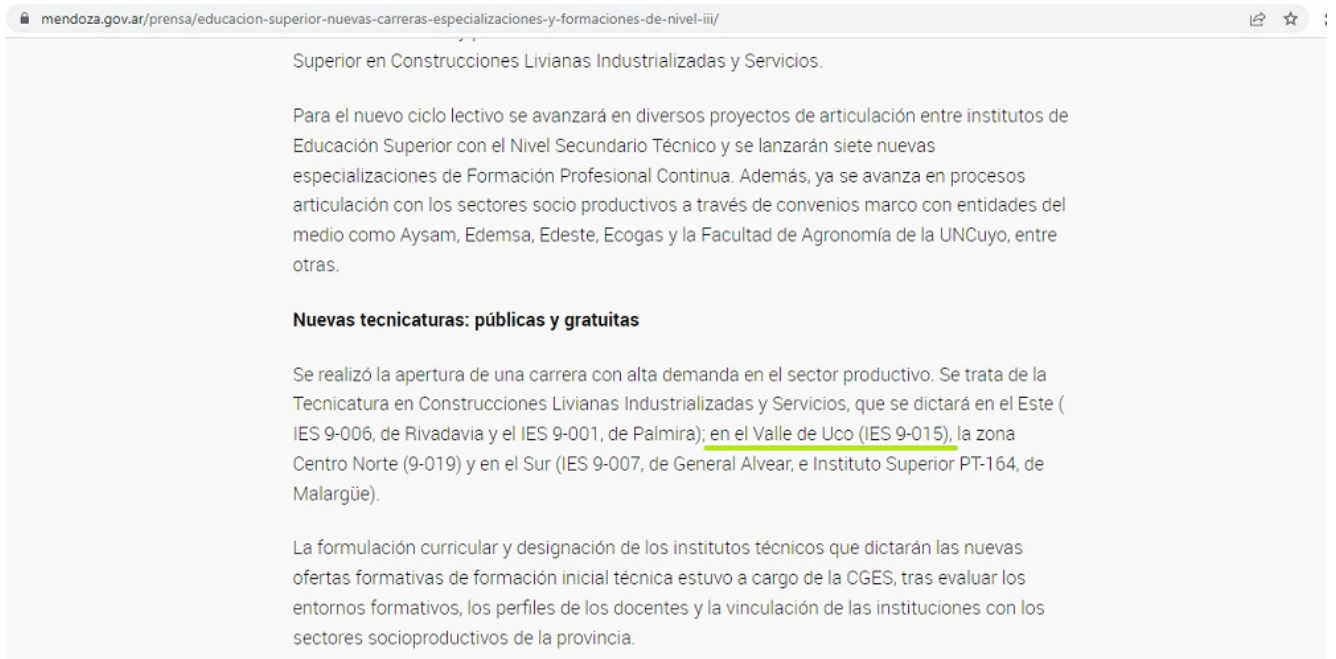 mendoza.gov.ar/prensa/educacion-superior-nuevas-carreras-especializaciones-y-formaciones-de-nivel-iii/
Superior en Construcciones Livianas Industrializadas y Servicios.
Para el nuevo ciclo lectivo se avanzará en diversos proyectos de articulación entre institutos de
Educación Superior con el Nivel Secundario Técnico y se lanzarán siete nuevas
especializaciones de Formación Profesional Continua. Además, ya se avanza en procesos
articulación con los sectores socio productivos a través de convenios marco con entidades del
medio como Aysam, Edemsa, Edeste, Ecogas y la Facultad de Agronomía de la UNCuyo, entre
otras.
Nuevas tecnicaturas: públicas y gratuitas
Se realizó la apertura de una carrera con alta demanda en el sector productivo. Se trata de la
Tecnicatura en Construcciones Livianas Industrializadas y Servicios, que se dictará en el Este (
IES 9-006, de Rivadavia y el IES 9-001, de Palmira); en el Valle de Uco (IES 9-015), la zona
Centro Norte (9-019) y en el Sur (IES 9-007, de General Alvear, e Instituto Superior PT-164, de
Malargüe).
La formulación curricular y designación de los institutos técnicos que dictarán las nuevas
ofertas formativas de formación inicial técnica estuvo a cargo de la CGES, tras evaluar los
entornos formativos, los perfiles de los docentes y la vinculación de las instituciones con los
sectores socioproductivos de la provincia.